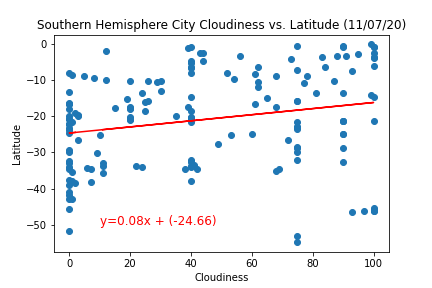 Southern Hemisphere City Cloudiness vs. Latitude (11/07/20)
0
−10
−20
−30
−40
−50
Latitude
y=0.08x + (-24.66)
0 20 40 60 80 100
Cloudiness